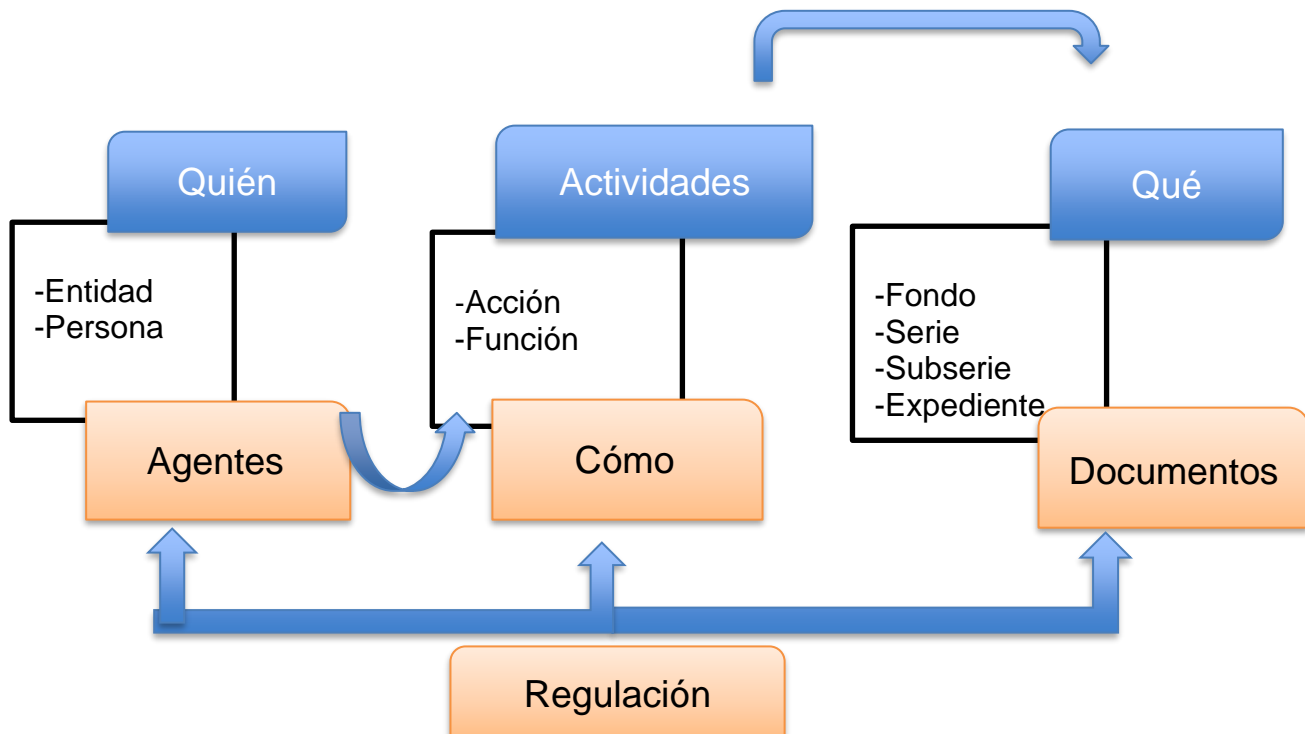 Quién
-Entidad
-Persona
Agentes
Actividades
-Acción
-Función
Cómo
Qué
-Fondo
-Serie
-Subserie
-Expediente
Documentos
Regulación